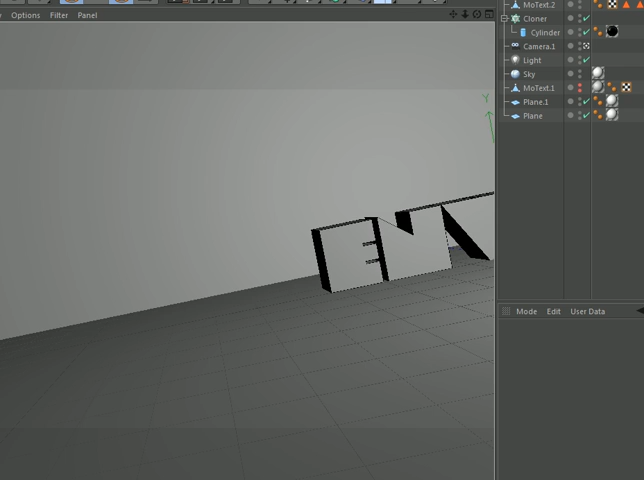 Options Filter Panel
MoText.2
Cloner
Cylinder
Camera.1
Light
Sky
MoText.1
Plane.1
Plane
Mode Edit User Data
Y